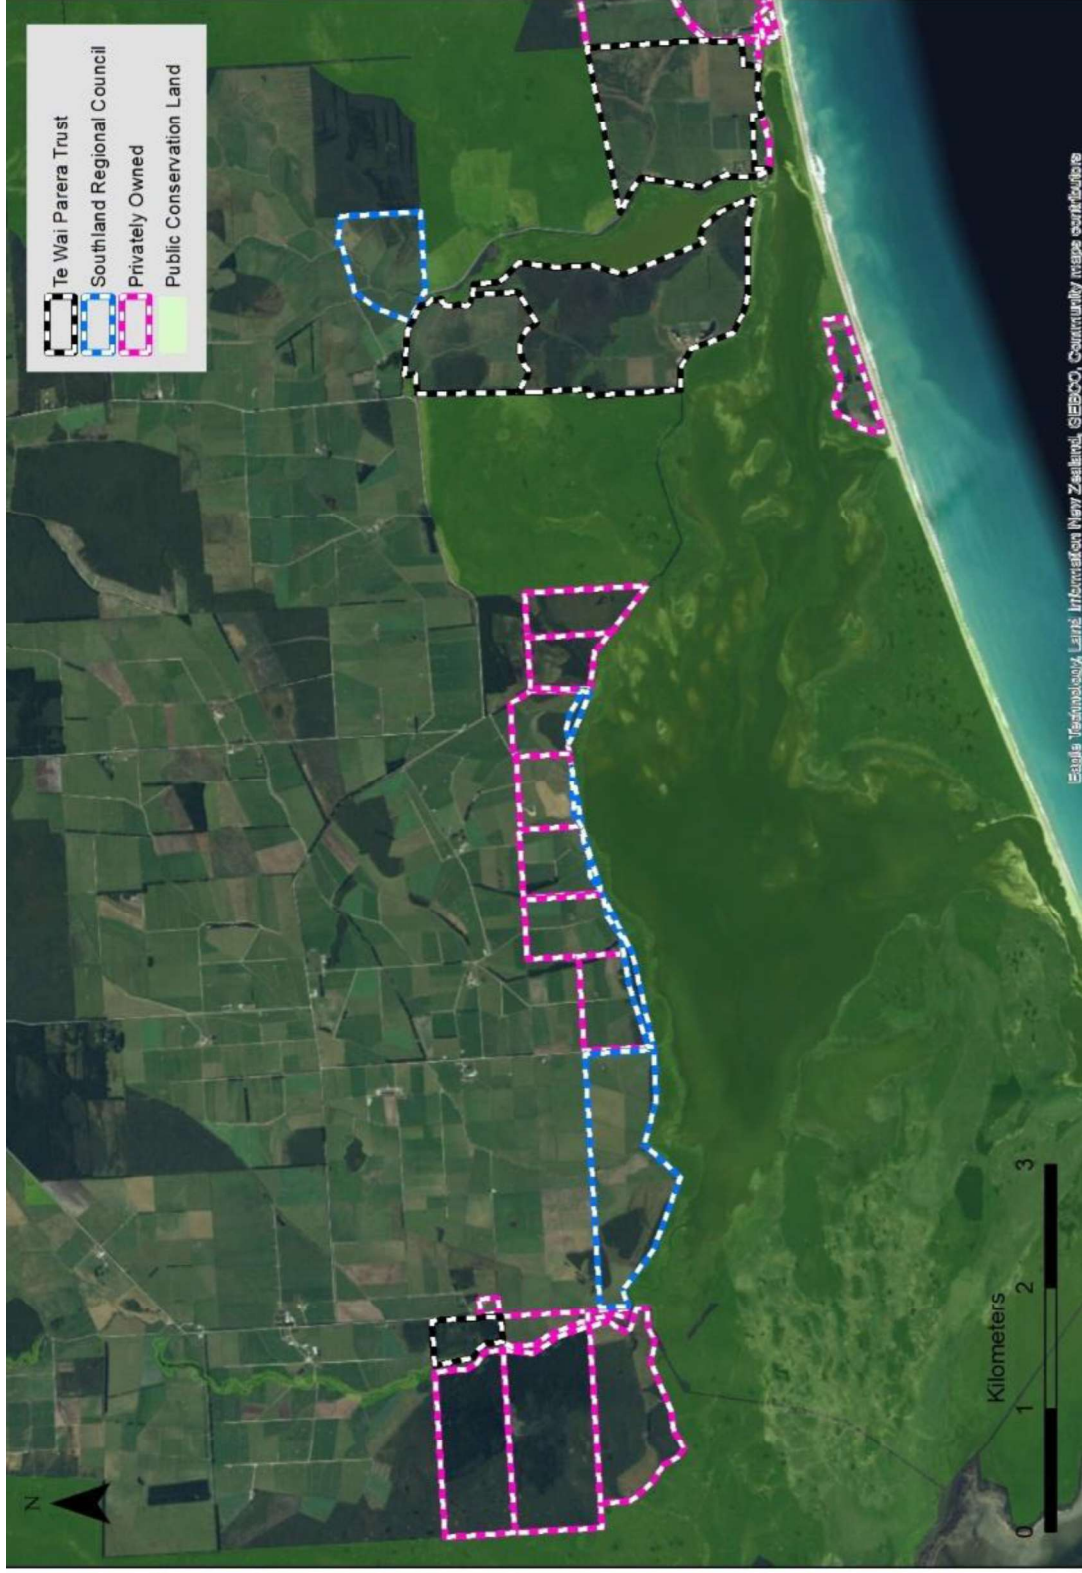 Te Wai Parera Trust
Southland Regional Council
Privately Owned
Public Conservation Land
N
Kilometers
0 1 2 3
Eagle Technology, Land Information New Zealand, GEBCO, Community maps contributors